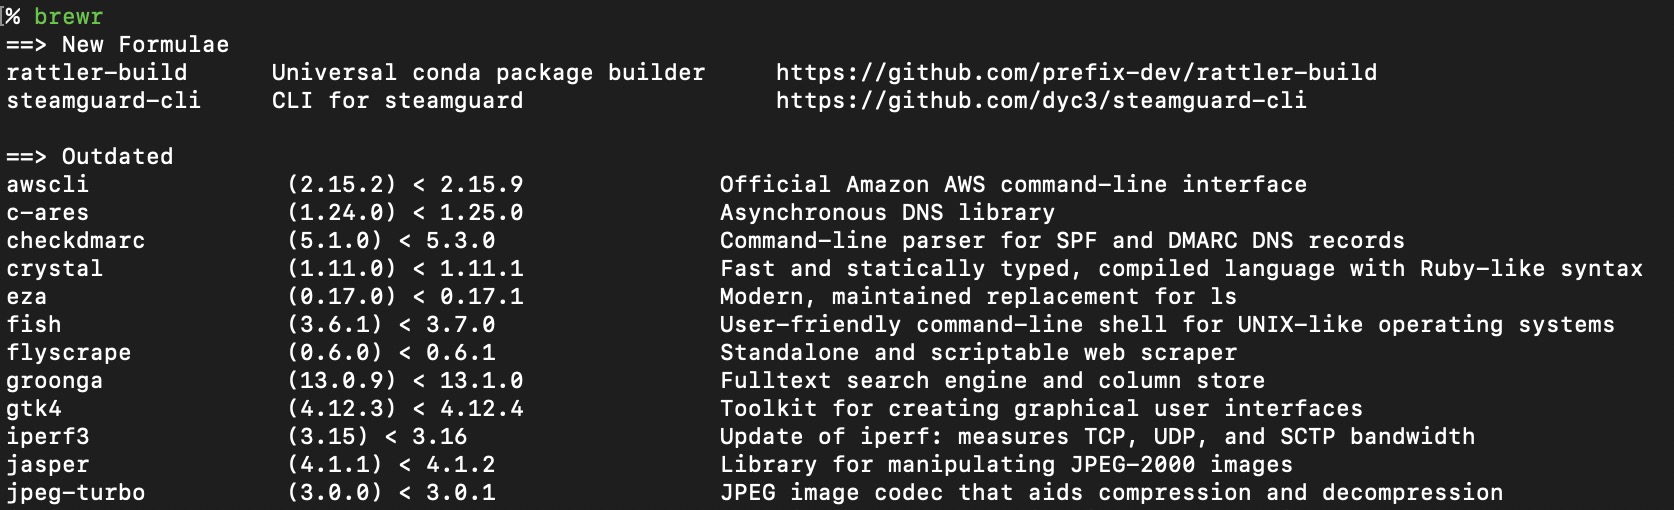 % brewr
==> New Formulae
rattler-build Universal conda package builder https://github.com/prefix-dev/rattler-build
steamguard-cli CLI for steamguard https://github.com/dyc3/steamguard-cli
==> Outdated
awscli (2.15.2) < 2.15.9 Official Amazon AWS command-line interface
c-ares (1.24.0) < 1.25.0 Asynchronous DNS library
checkdmarc (5.1.0) < 5.3.0 Command-line parser for SPF and DMARC DNS records
crystal (1.11.0) < 1.11.1 Fast and statically typed, compiled language with Ruby-like syntax
eza (0.17.0) < 0.17.1 Modern, maintained replacement for ls
fish (3.6.1) < 3.7.0 User-friendly command-line shell for UNIX-like operating systems
flyscrape (0.6.0) < 0.6.1 Standalone and scriptable web scraper
groonga (13.0.9) < 13.1.0 Fulltext search engine and column store
gtk4 (4.12.3) < 4.12.4 Toolkit for creating graphical user interfaces
iperf3 (3.15) < 3.16 Update of iperf: measures TCP, UDP, and SCTP bandwidth
jasper (4.1.1) < 4.1.2 Library for manipulating JPEG-2000 images
jpeg-turbo (3.0.0) < 3.0.1 JPEG image codec that aids compression and decompression